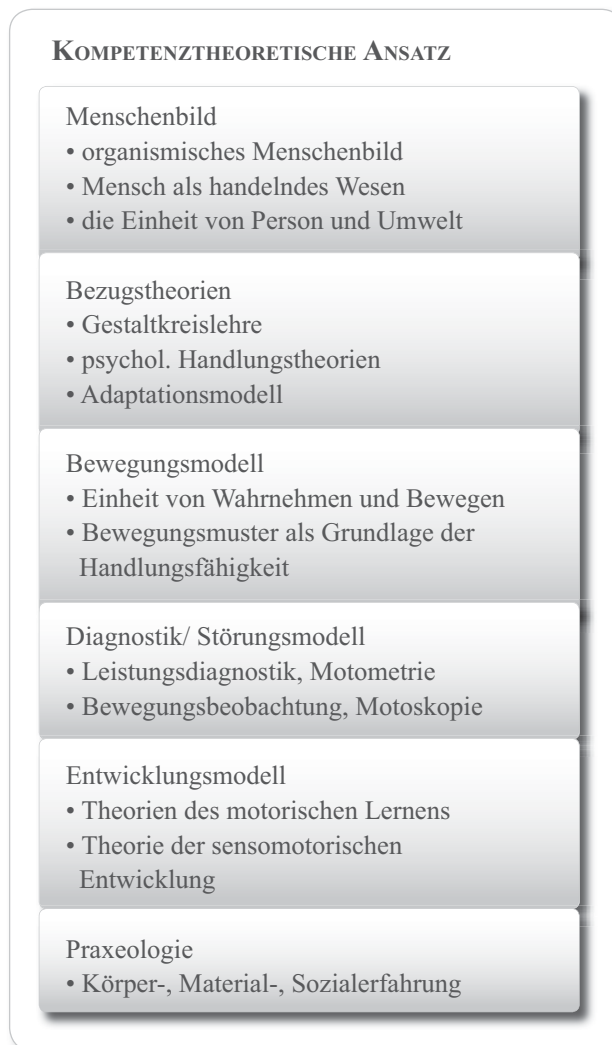 KOMPETENZTHEORETISCHE ANSATZ
Menschenbild
• organismisches Menschenbild
• Mensch als handelndes Wesen
• die Einheit von Person und Umwelt
Bezugstheorien
• Gestaltkreislehre
• psychol. Handlungstheorien
• Adaptationsmodell
Bewegungsmodell
• Einheit von Wahrnehmen und Bewegen
• Bewegungsmuster als Grundlage der
Handlungsfähigkeit
Diagnostik/ Störungsmodell
• Leistungsdiagnostik, Motometrie
• Bewegungsbeobachtung, Motoskopie
Entwicklungsmodell
• Theorien des motorischen Lernens
• Theorie der sensomotorischen
Entwicklung
Praxeologie
• Körper-, Material-, Sozialerfahrung